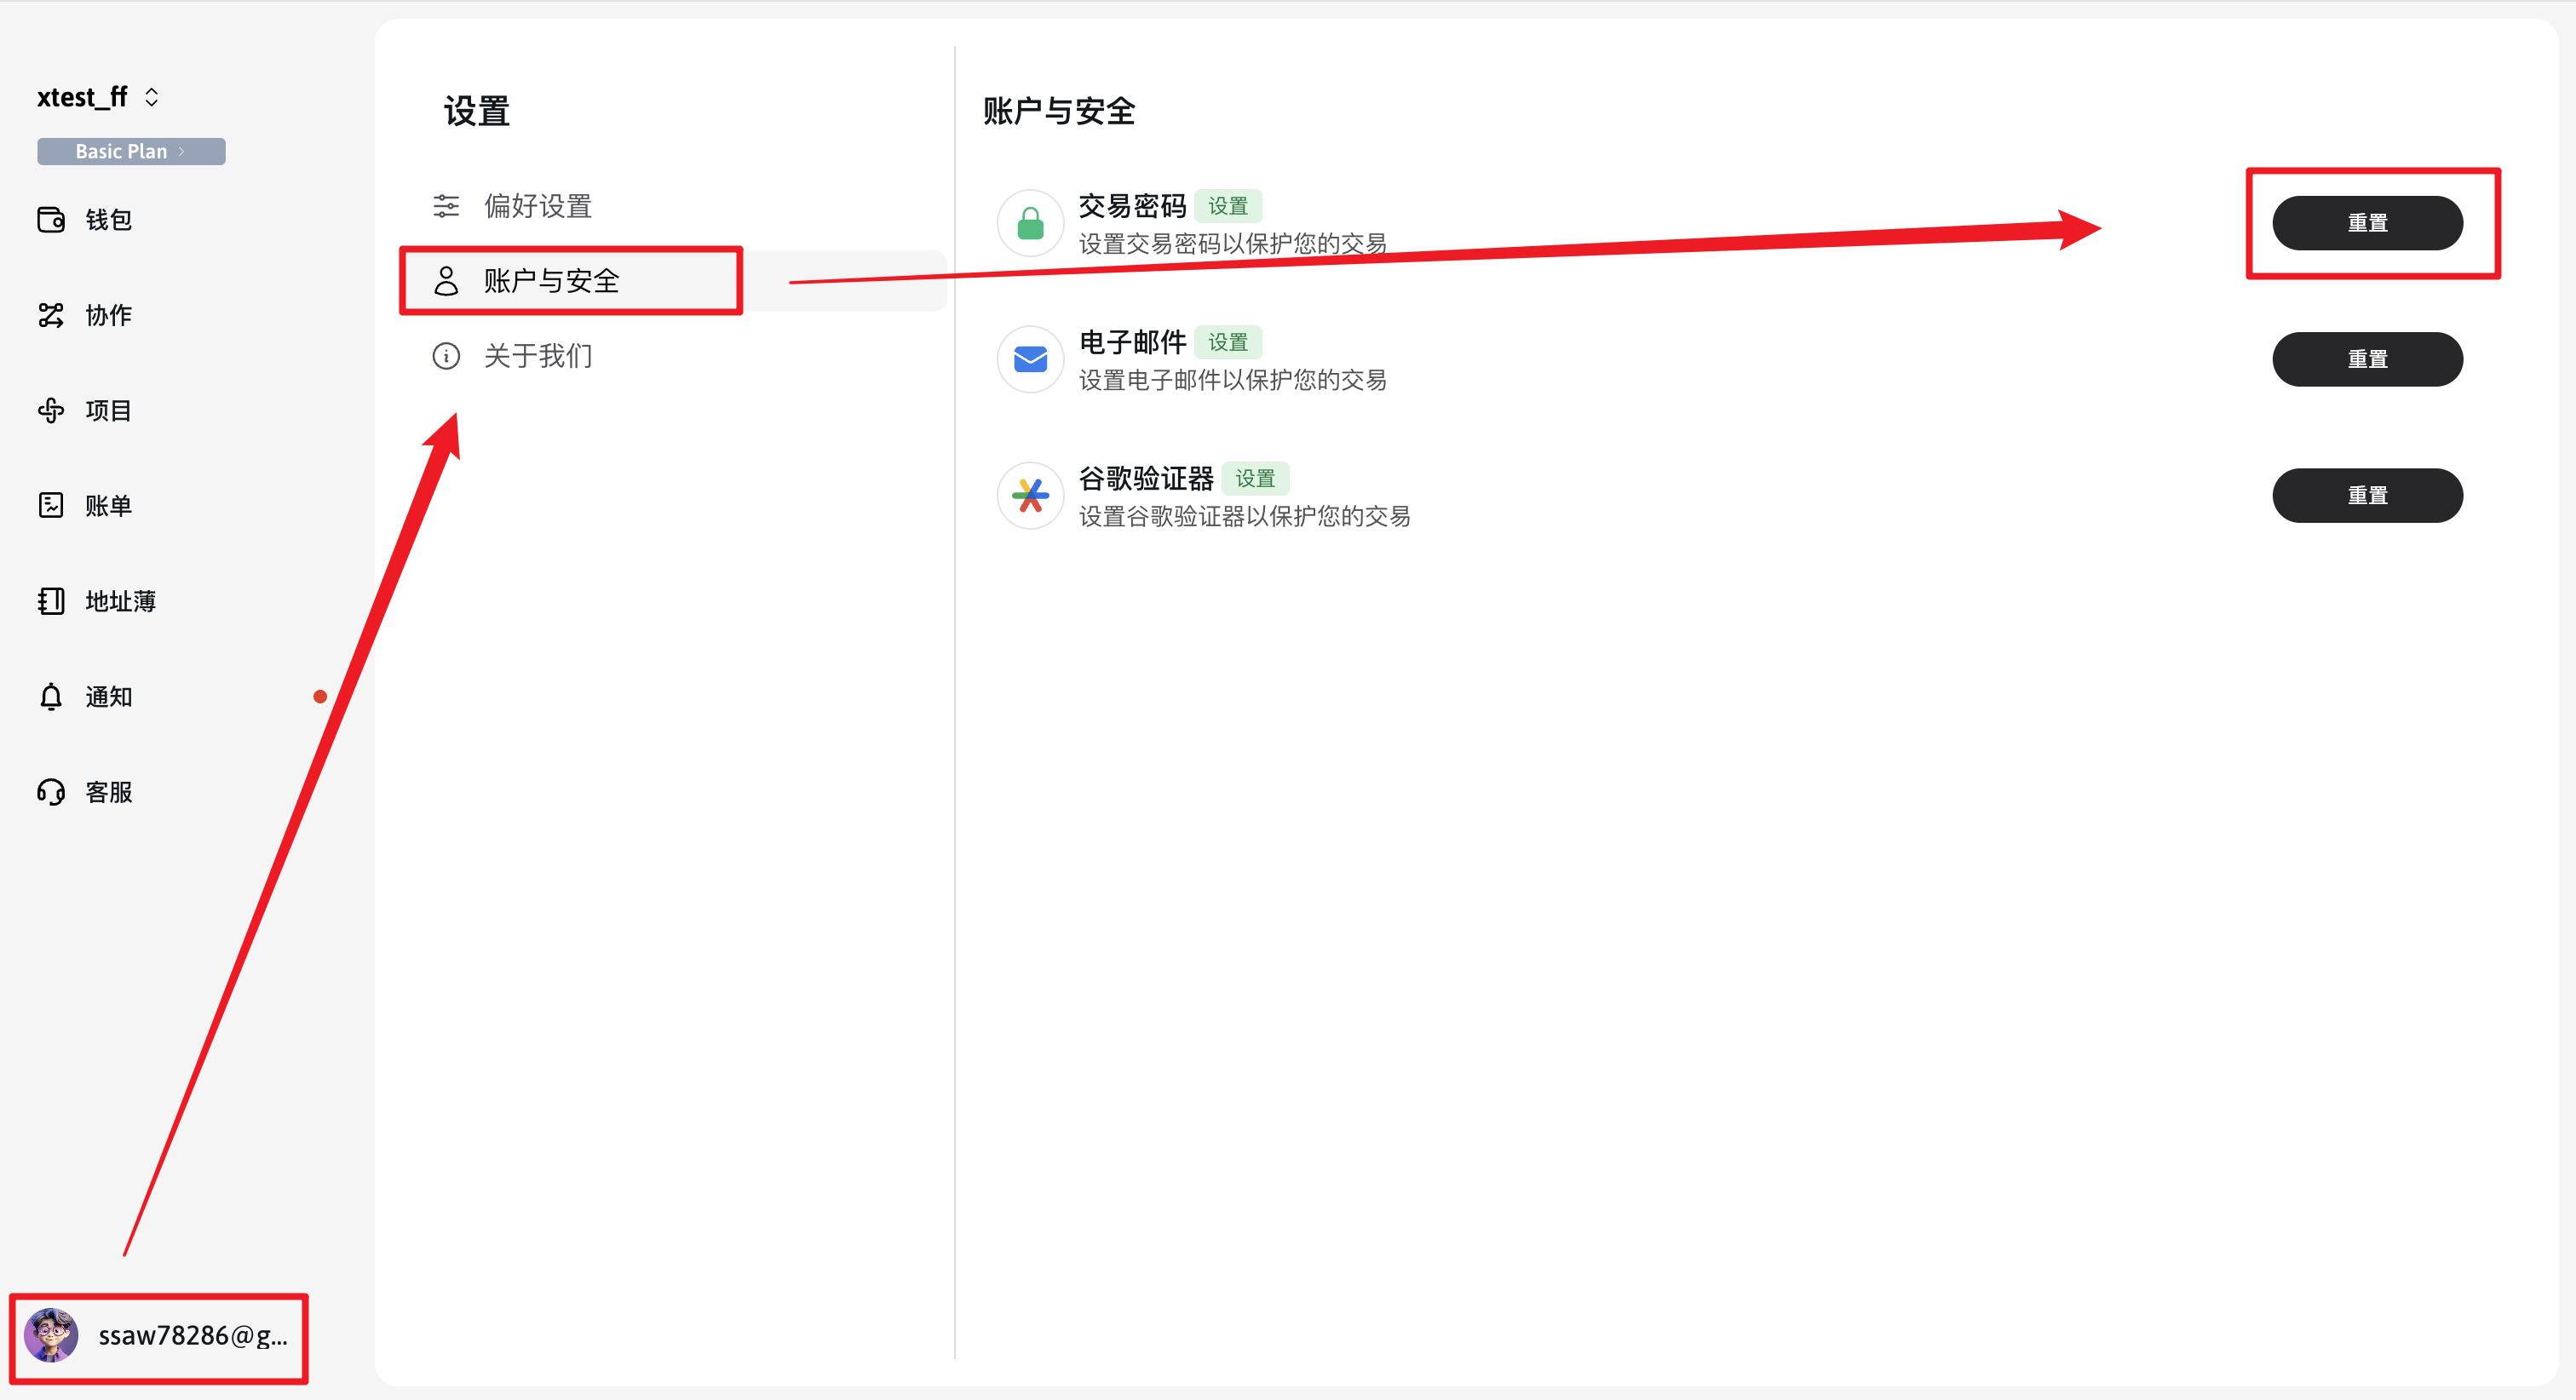 xtest_ff
Basic Plan
钱包
协作
项目
账单
地址薄
通知
客服
ssaw78286@g...
设置
偏好设置
账户与安全
关于我们
账户与安全
交易密码 设置
设置交易密码以保护您的交易
重置
电子邮件 设置
设置电子邮件以保护您的交易
重置
谷歌验证器 设置
设置谷歌验证器以保护您的交易
重置